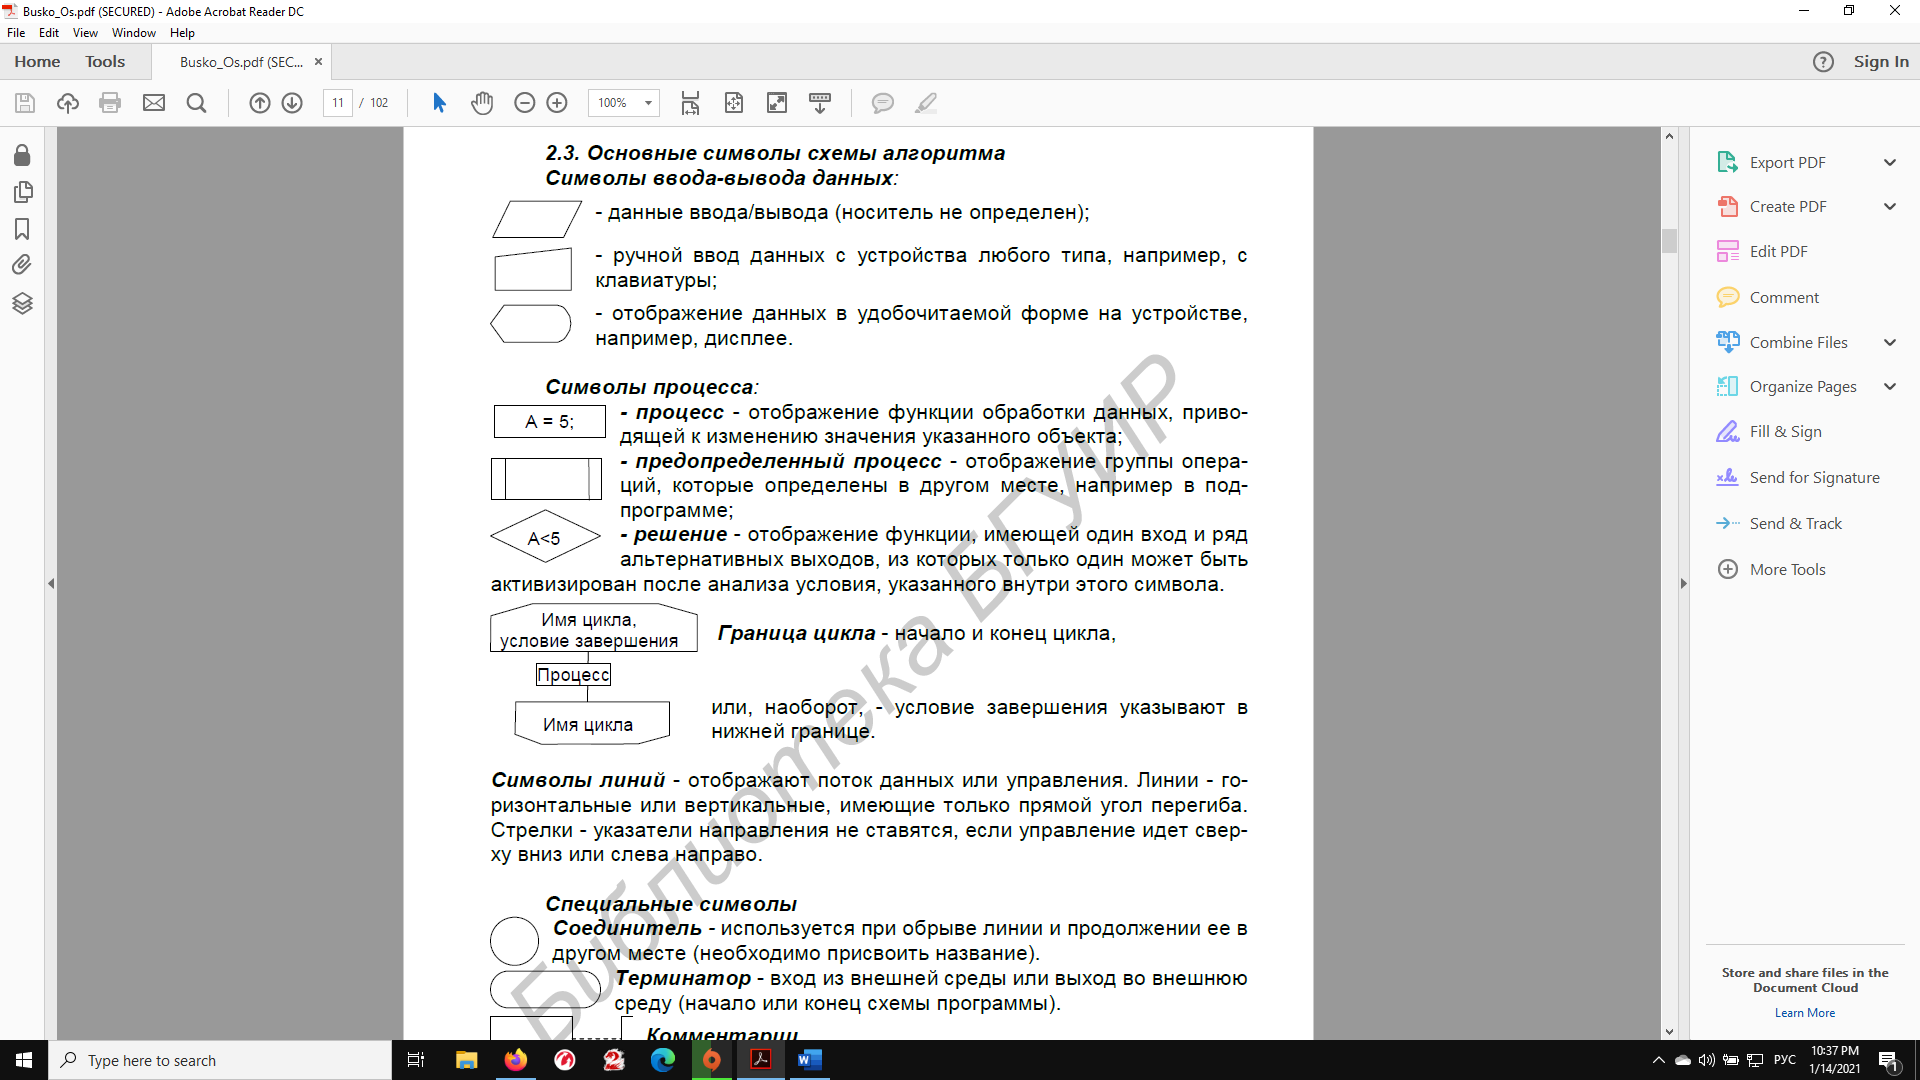 Busko_Os.pdf (SECURED) - Adobe Acrobat Reader DC
File Edit View Window Help
Home Tools Busko_Os.pdf (SEC... × Sign In
11 / 102 100%
2.3. Основные символы схемы алгоритма
Символы ввода-вывода данных:
- данные ввода/вывода (носитель не определен);
- ручной ввод данных с устройства любого типа, например, с
клавиатуры;
- отображение данных в удобочитаемой форме на устройстве,
например, дисплее.
Символы процесса:
A = 5;
- процесс - отображение функции обработки данных, приво-
дящей к изменению значения указанного объекта;
- предопределенный процесс - отображение группы опера-
ций, которые определены в другом месте, например в под-
программе;
A<5
- решение - отображение функции, имеющей один вход и ряд
альтернативных выходов, из которых только один может быть
активизирован после анализа условия, указанного внутри этого символа.
Имя цикла,
условие завершения
Граница цикла - начало и конец цикла,
Процесс
Имя цикла
или, наоборот, - условие завершения указывают в
нижней границе.
Символы линий - отображают поток данных или управления. Линии - го-
ризонтальные или вертикальные, имеющие только прямой угол перегиба.
Стрелки - указатели направления не ставятся, если управление идет свер-
ху вниз или слева направо.
Специальные символы
Соединитель - используется при обрыве линии и продолжении ее в
другом месте (необходимо присвоить название).
Терминатор - вход из внешней среды или выход во внешнюю
среду (начало или конец схемы программы).
Комментарии
Библиотека БГУИР
Export PDF
Create PDF
Edit PDF
Comment
Combine Files
Organize Pages
Fill & Sign
Send for Signature
Send & Track
More Tools
Store and share files in the
Document Cloud
Learn More
Type here to search
РУС
10:37 PM
1/14/2021
1